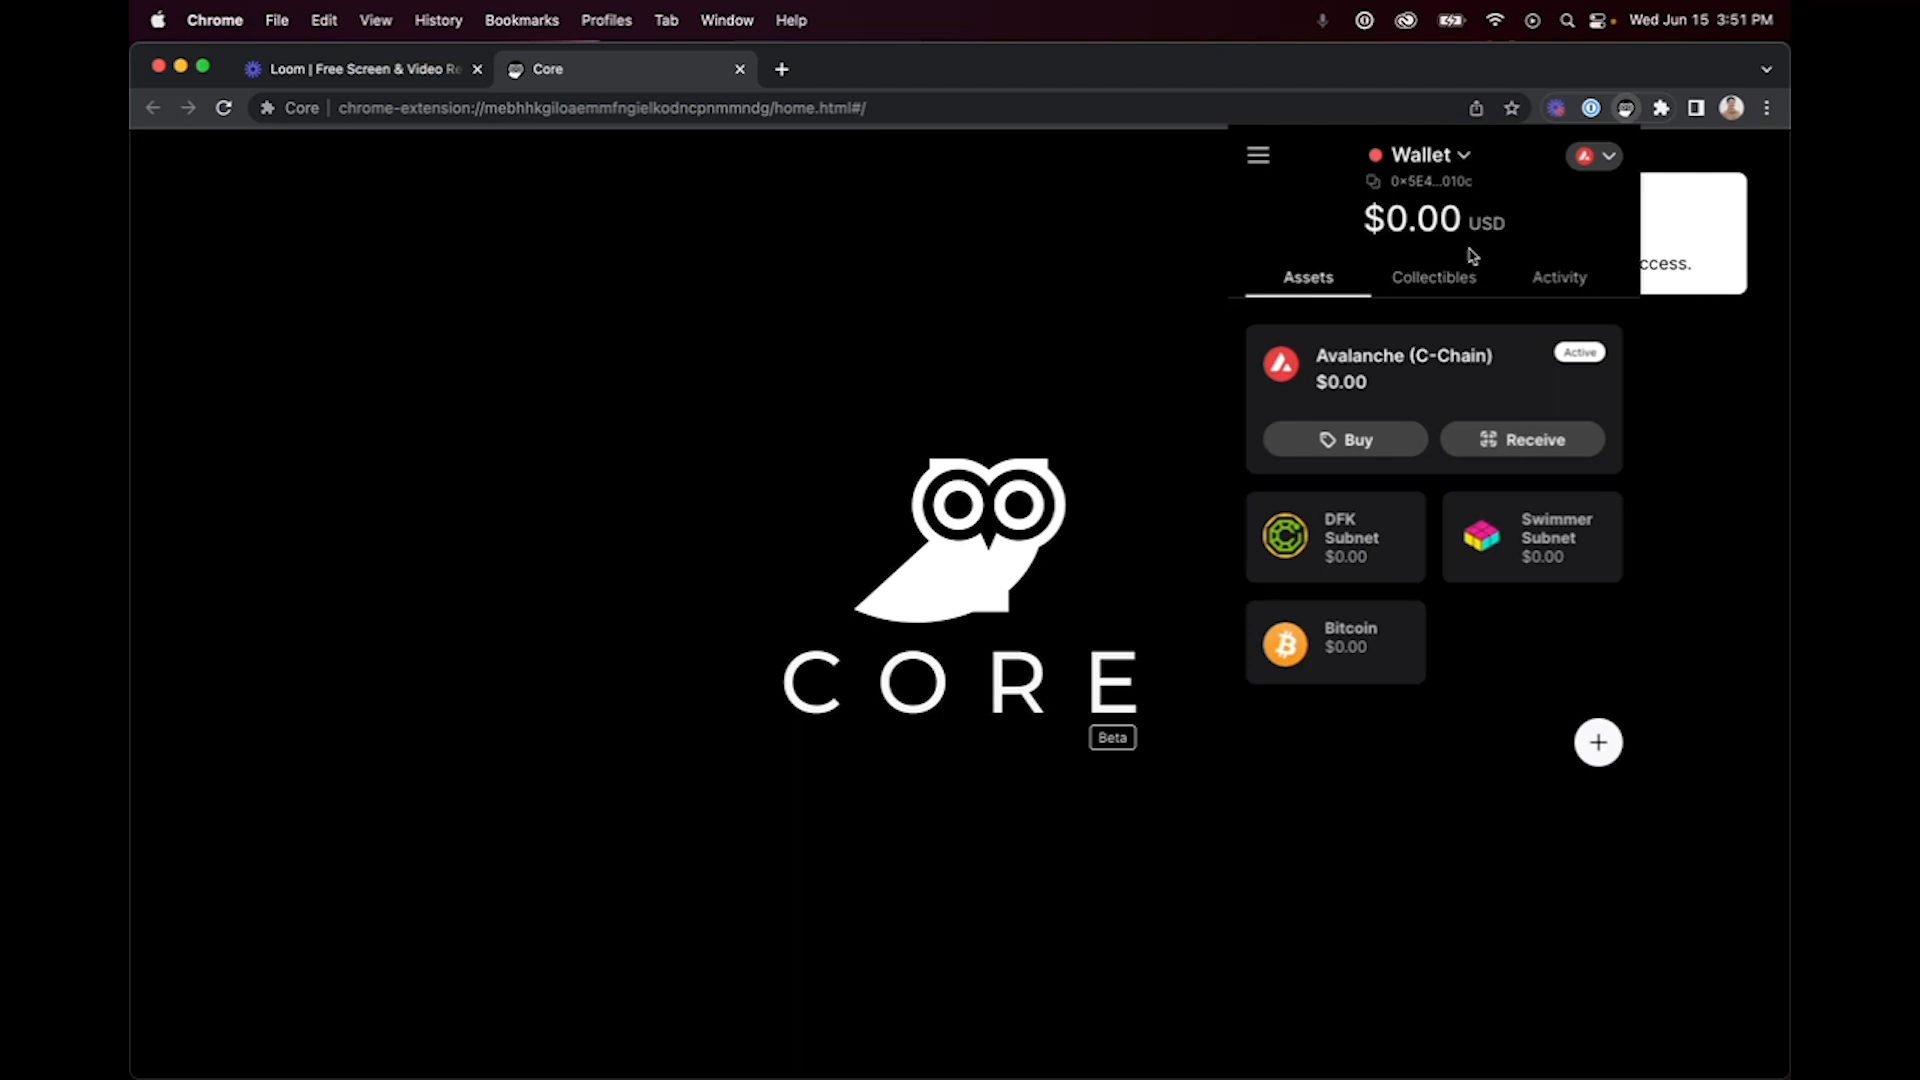 Chrome File Edit View History Bookmarks Profiles Tab Window Help Wed Jun 15 3:51 PM
Loom | Free Screen & Video Re Core
Core | chrome-extension://mebhhkgiloaemmfngielkodncpnmmndg/home.html#/
Wallet
0x5E4...010c
$0.00 USD
ccess.
Assets Collectibles Activity
Avalanche (C-Chain) Active
$0.00
Buy Receive
DFK
Subnet
$0.00
Swimmer
Subnet
$0.00
Bitcoin
$0.00
CORE
Beta